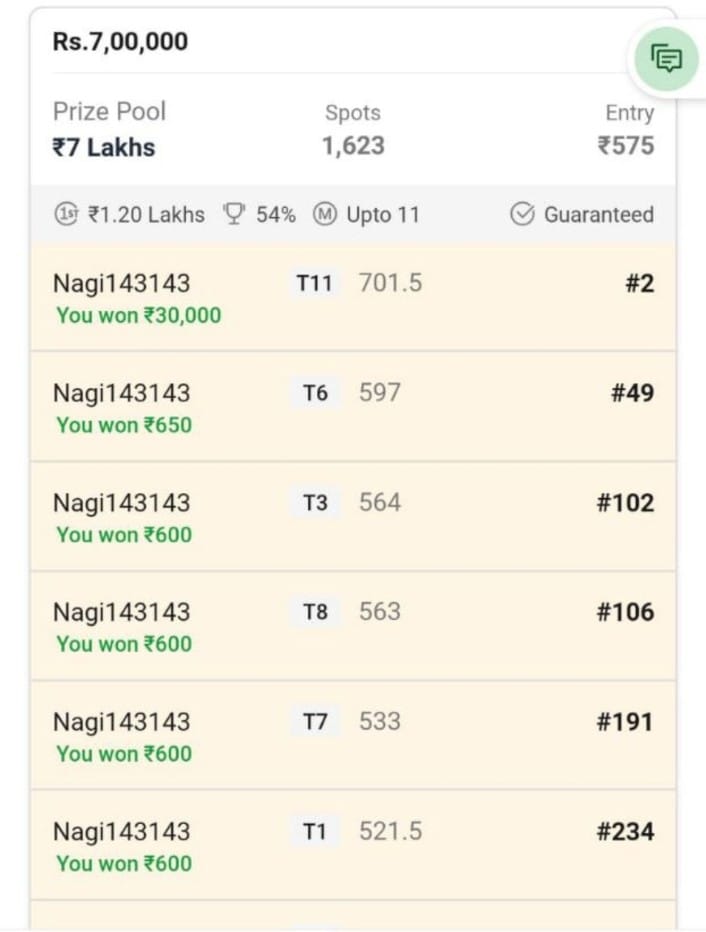 Rs.7,00,000
Prize Pool Spots Entry
₹7 Lakhs 1,623 ₹575
1st ₹1.20 Lakhs 54% M Upto 11 Guaranteed
Nagi143143 T11 701.5 #2
You won ₹30,000
Nagi143143 T6 597 #49
You won ₹650
Nagi143143 T3 564 #102
You won ₹600
Nagi143143 T8 563 #106
You won ₹600
Nagi143143 T7 533 #191
You won ₹600
Nagi143143 T1 521.5 #234
You won ₹600